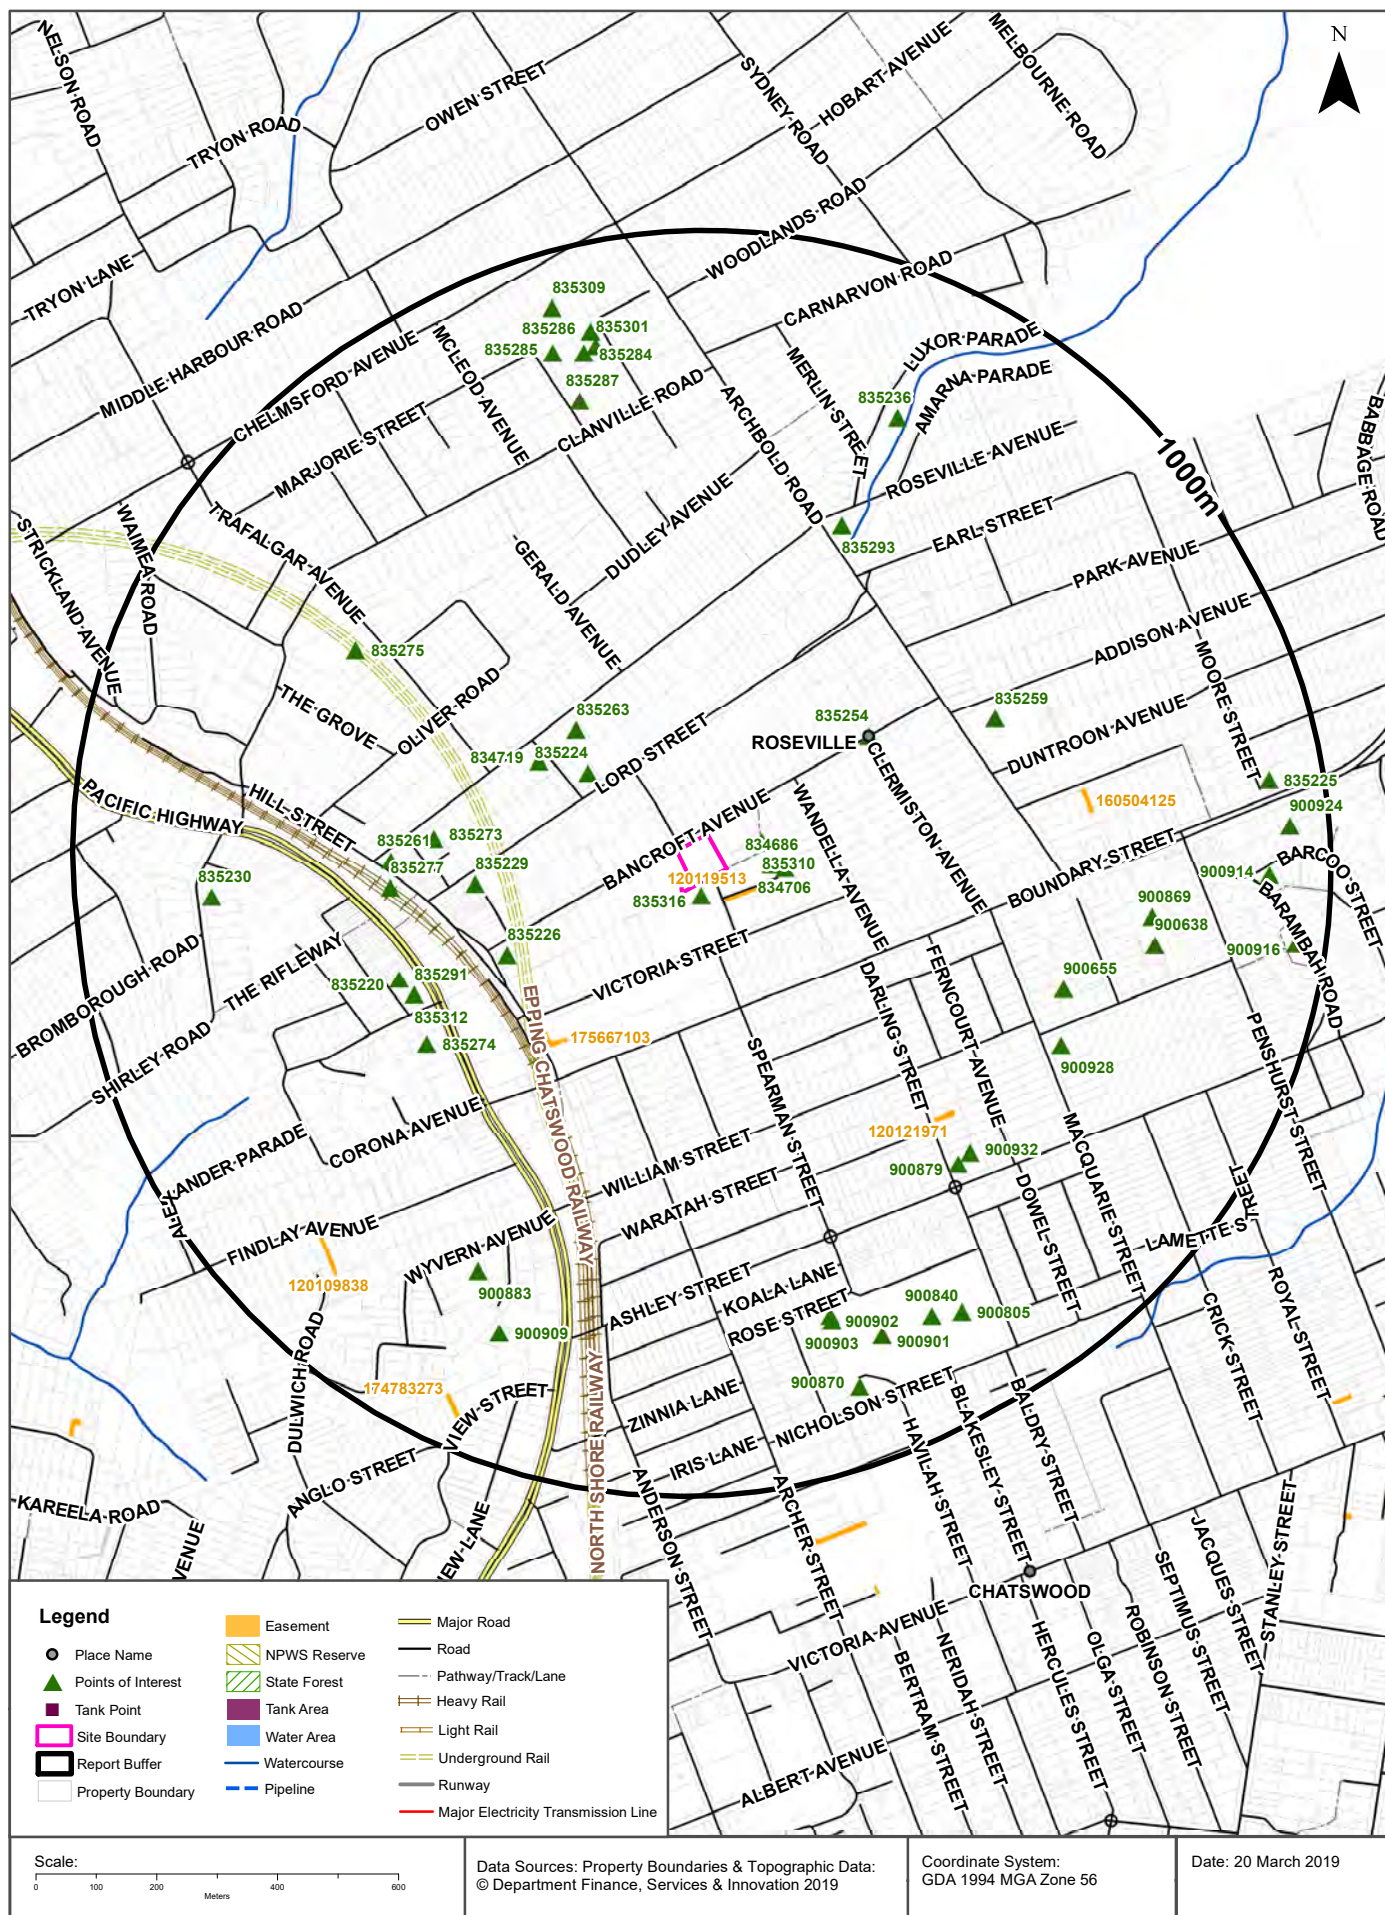 N
NELSON ROAD
TRYON ROAD
OWEN STREET
SYDNEY ROAD
HOBART AVENUE
MELBOURNE ROAD
WOODLANDS ROAD
TRYON LANE
CARNARVON ROAD
MIDDLE HARBOUR ROAD
835309
835286
835301
835285
835284
835287
CHELMSFORD AVENUE
MCLEOD AVENUE
MARJORIE STREET
CLANVILLE ROAD
ARCHBOLD ROAD
MERLIN STREET
LUXOR PARADE
AMARNA PARADE
835236
ROSEVILLE AVENUE
1000m
BABBAGE ROAD
STRICKLAND AVENUE
WAIMEA ROAD
TRAFALGAR AVENUE
GERALD AVENUE
DUDLEY AVENUE
835293
EARL STREET
PARK AVENUE
ADDISON AVENUE
MOORE STREET
835275
THE GROVE
OLIVER ROAD
835263
834719
835224
LORD STREET
835254
ROSEVILLE
CLERMISTON AVENUE
835259
DUNTROON AVENUE
835225
900924
160504125
PACIFIC HIGHWAY
HILL STREET
835261
835273
835277
835229
835230
BANCROFT AVENUE
WANDELLA AVENUE
834686
835310
834706
120119513
835316
BOUNDARY STREET
BARCOO STREET
900914
BARAMBAH ROAD
900869
900638
900916
900655
835226
VICTORIA STREET
BROMBOROUGH ROAD
THE RIFLEWAY
835220
835291
835312
835274
SHIRLEY ROAD
175667103
EPPING CHATSWOOD RAILWAY
SPEARMAN STREET
DARLING STREET
FERNCOURT AVENUE
PENSHURST STREET
900928
ALEXANDER PARADE
CORONA AVENUE
WILLIAM STREET
WARATAH STREET
120121971
900932
900879
DOWEL STREET
MACQUARIE STREET
LAMETTE S
TREET
FINDLAY AVENUE
WYVERN AVENUE
120109838
900883
900909
ASHLEY STREET
KOALA LANE
ROSE STREET
900840
900805
900902
900903
900901
900870
CRICK STREET
ROYAL STREET
DULWICH ROAD
174783273
VIEW STREET
ZINNIA LANE
NICHOLSON STREET
IRIS LANE
HAVILAH STREET
BLAKESLEY STREET
BALDRY STREET
KAREELA ROAD
ANGLO STREET
NORTH SHORE RAILWAY
ANDERSON STREET
ARCHER STREET
VENUE
IEW LANE
CHATSWOOD
VICTORIA AVENUE
ALBERT AVENUE
BERTRAM STREET
NERIDAH STREET
HERCULES STREET
OLGA STREET
ROBINSON STREET
SEPTIMUS STREET
JACQUES STREET
STANLEY STREET
Legend
Place Name
Points of Interest
Tank Point
Site Boundary
Report Buffer
Property Boundary
Easement
NPWS Reserve
State Forest
Tank Area
Water Area
Watercourse
Pipeline
Major Road
Road
Pathway/Track/Lane
Heavy Rail
Light Rail
Underground Rail
Runway
Major Electricity Transmission Line
Scale:
0 100 200 400 600
Meters
Data Sources: Property Boundaries & Topographic Data:
© Department Finance, Services & Innovation 2019
Coordinate System:
GDA 1994 MGA Zone 56
Date: 20 March 2019